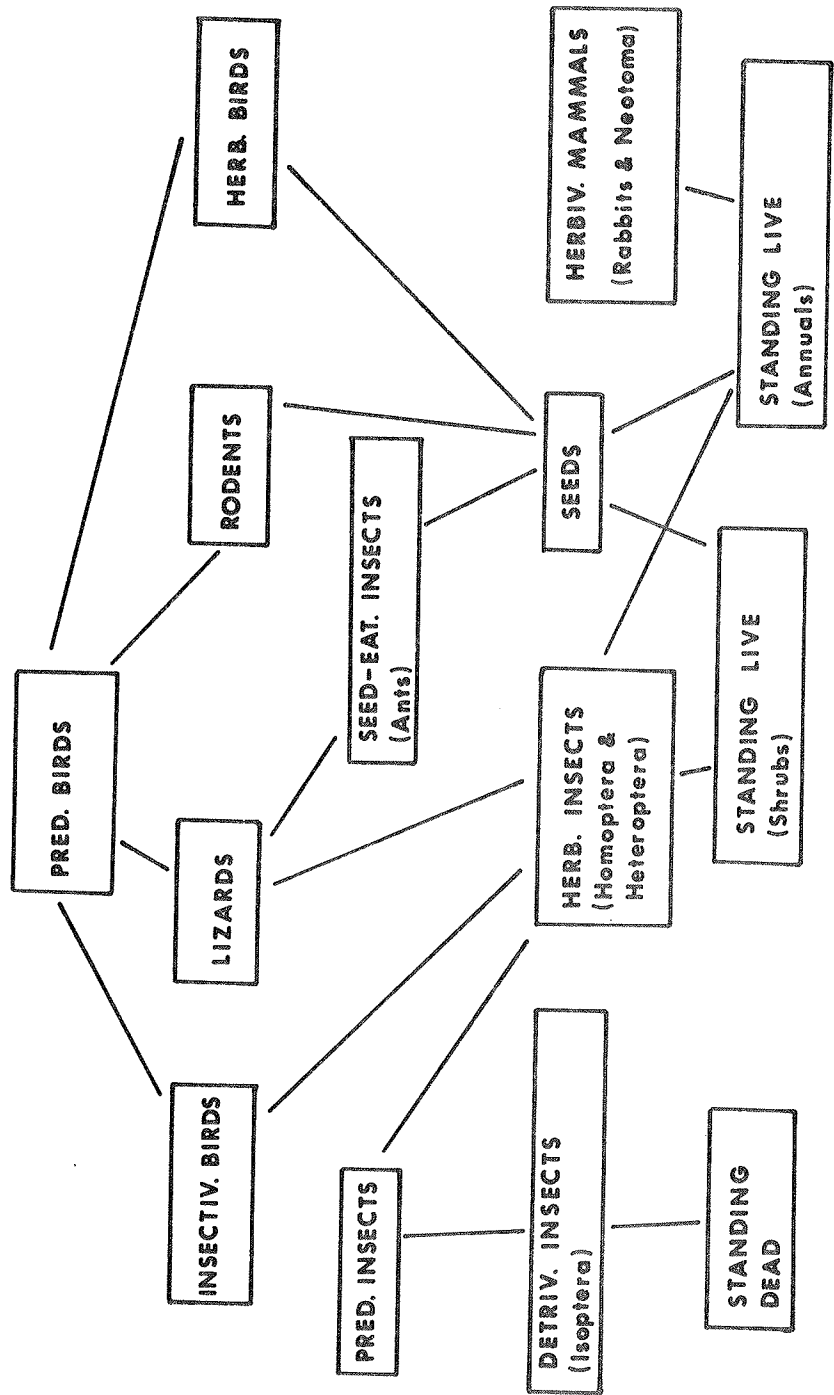 PRED. BIRDS
INSECTIV. BIRDS
LIZARDS
RODENTS
HERB. BIRDS
PRED. INSECTS
SEED-EAT. INSECTS
(Ants)
DETRIV. INSECTS
(Isoptera)
HERB. INSECTS
(Homoptera &
Heteroptera)
SEEDS
HERBIV. MAMMALS
(Rabbits & Neotoma)
STANDING
DEAD
STANDING LIVE
(Shrubs)
STANDING LIVE
(Annuals)